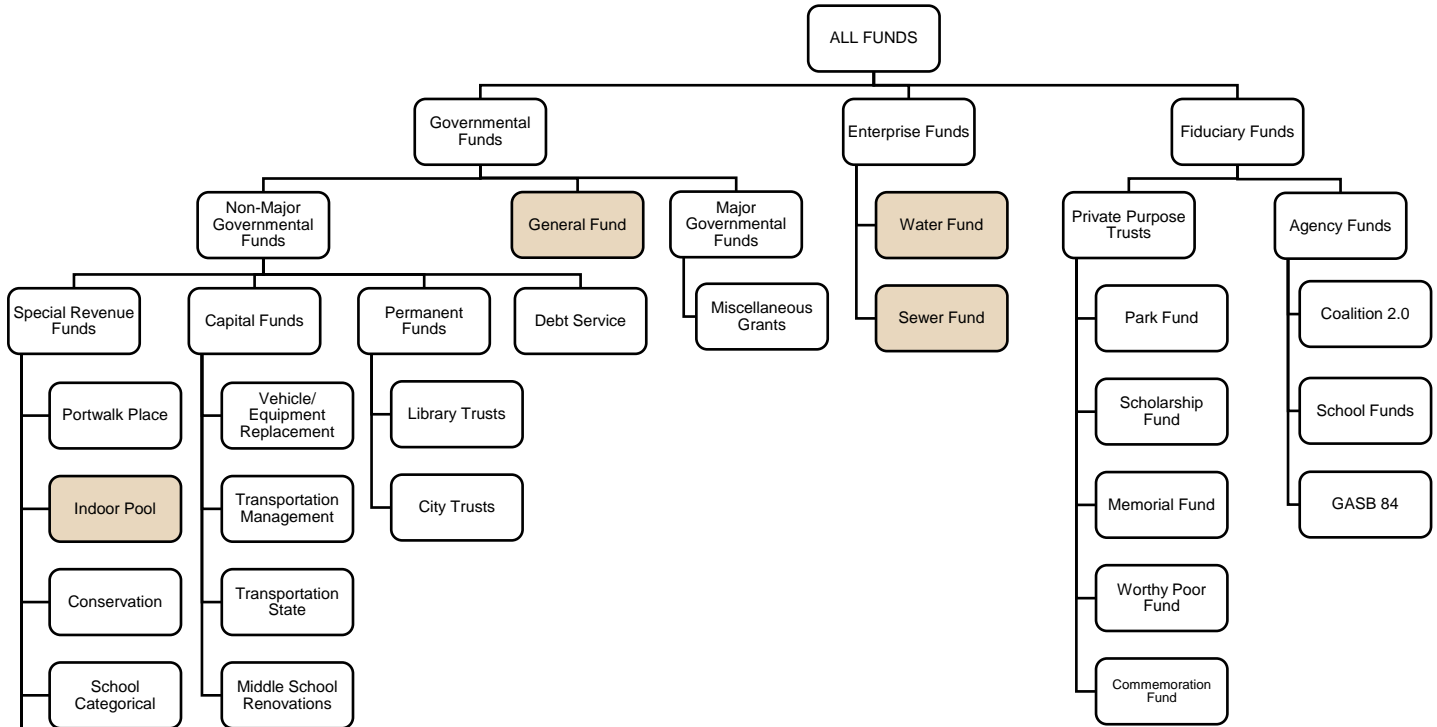 ALL FUNDS
Governmental
Funds
Enterprise Funds
Fiduciary Funds
Non-Major
Governmental
Funds
General Fund
Major
Governmental
Funds
Water Fund
Private Purpose
Trusts
Agency Funds
Special Revenue
Funds
Capital Funds
Permanent
Funds
Debt Service
Miscellaneous
Grants
Sewer Fund
Park Fund
Coalition 2.0
Portwalk Place
Vehicle/
Equipment
Replacement
Library Trusts
Scholarship
Fund
School Funds
Indoor Pool
Transportation
Management
City Trusts
Memorial Fund
GASB 84
Conservation
Transportation
State
Worthy Poor
Fund
School
Categorical
Middle School
Renovations
Commemoration
Fund